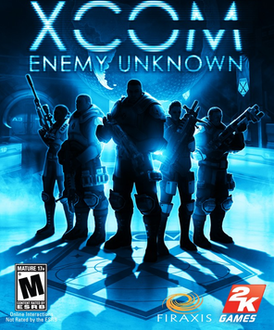 XCOM
ENEMY UNKNOWN
MATURE 17+
M
ESRB
Online Interactions
Not Rated by the ESRB
FIRAXIS
2K
GAMES